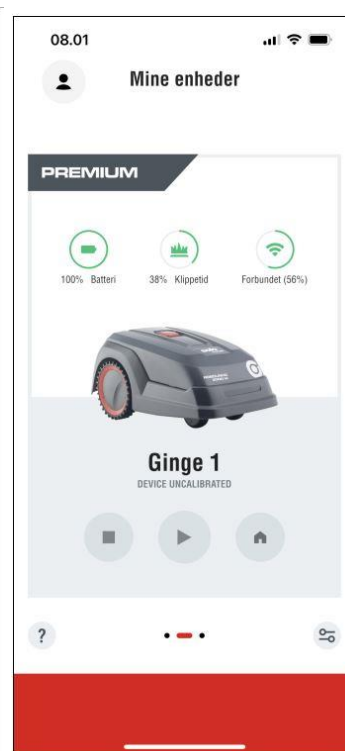 08.01
Mine enheder
PREMIUM
100% Batteri
38% Klippetid
Forbundet (56%)
Ginge 1
DEVICE UNCALIBRATED
?